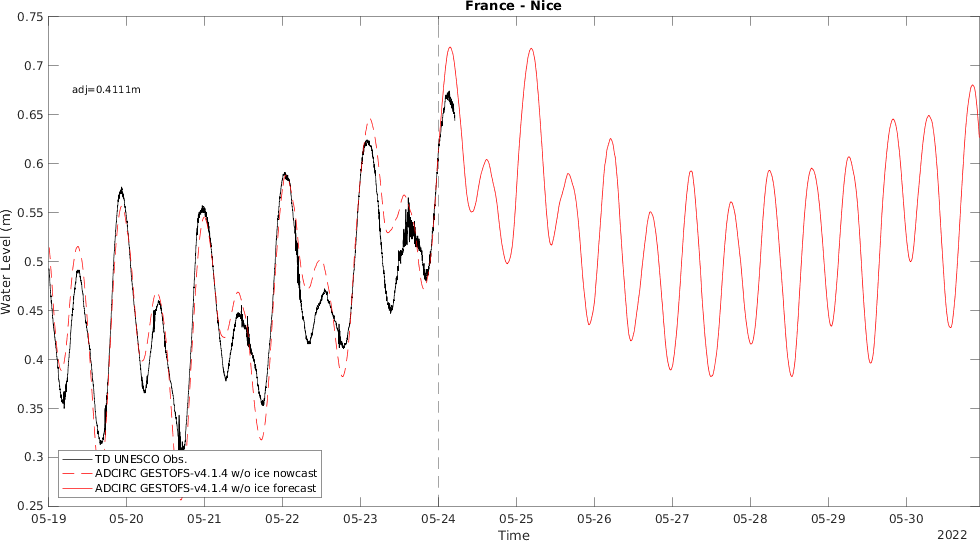 France - Nice
0.75
0.7
0.65
0.6
0.55
0.5
0.45
0.4
0.35
0.3
0.25
Water Level (m)
adj=0.4111m
TD UNESCO Obs.
ADCIRC GESTOFS-v4.1.4 w/o ice nowcast
ADCIRC GESTOFS-v4.1.4 w/o ice forecast
05-19 05-20 05-21 05-22 05-23 05-24 05-25 05-26 05-27 05-28 05-29 05-30
Time
2022